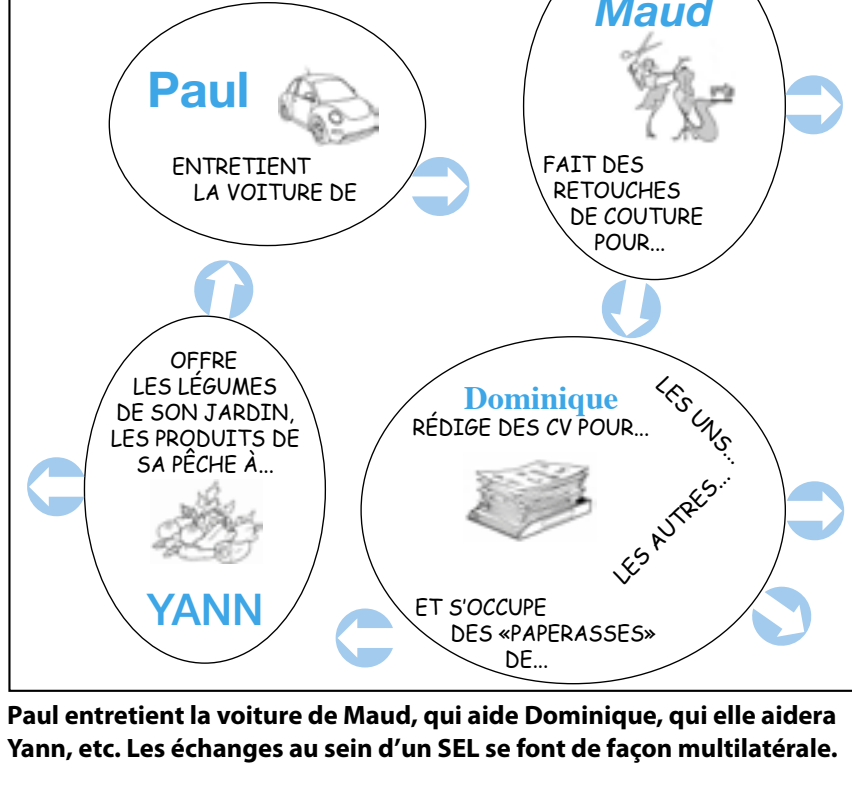 Paul
ENTRETIENT
LA VOITURE DE
Maud
FAIT DES
RETOUCHES
DE COUTURE
POUR...
OFFRE
LES LÉGUMES
DE SON JARDIN,
LES PRODUITS DE
SA PÊCHE À...
YANN
Dominique
RÉDIGE DES CV POUR...
LES UNS...
LES AUTRES...
ET S'OCCUPE
DES «PAPERASSES»
DE...
Paul entretient la voiture de Maud, qui aide Dominique, qui elle aidera
Yann, etc. Les échanges au sein d'un SEL se font de façon multilatérale.